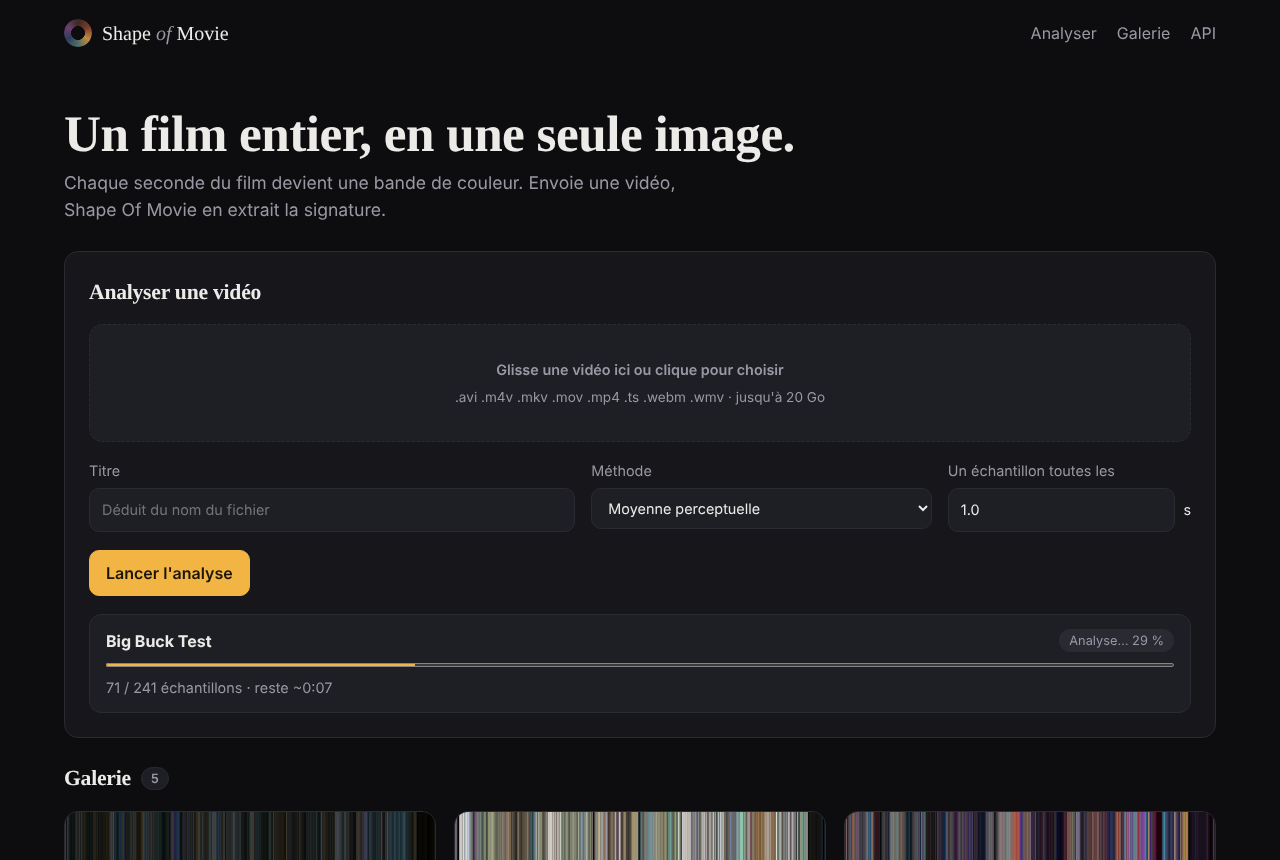 Shape of Movie
Analyser Galerie API
Un film entier, en une seule image.
Chaque seconde du film devient une bande de couleur. Envoie une vidéo,
Shape Of Movie en extrait la signature.
Analyser une vidéo
Glisse une vidéo ici ou clique pour choisir
.avi .m4v .mkv .mov .mp4 .ts .webm .wmv · jusqu'à 20 Go
Titre
Méthode
Un échantillon toutes les
Déduit du nom du fichier
Moyenne perceptuelle
1.0 s
Lancer l'analyse
Big Buck Test
Analyse… 29 %
71 / 241 échantillons · reste ~0:07
Galerie 5